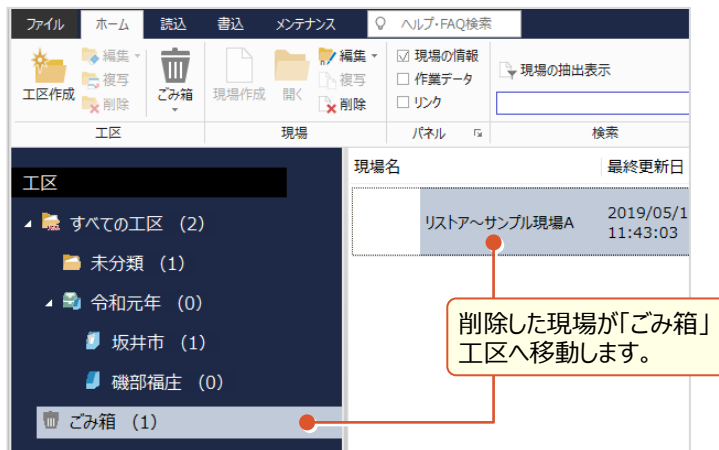 ファイル ホーム 読込 書込 メンテナンス ヘルプ・FAQ検索
工区作成
編集
複写
削除
ごみ箱
現場作成
開く
編集
複写
削除
現場の情報
作業データ
リンク
現場の抽出表示
工区 現場 パネル 検索
工区
現場名 最終更新日
すべての工区 (2)
未分類 (1)
令和元年 (0)
坂井市 (1)
磯部福庄 (0)
ごみ箱 (1)
リストア～サンプル現場A
2019/05/1
11:43:03
削除した現場が「ごみ箱」
工区へ移動します。